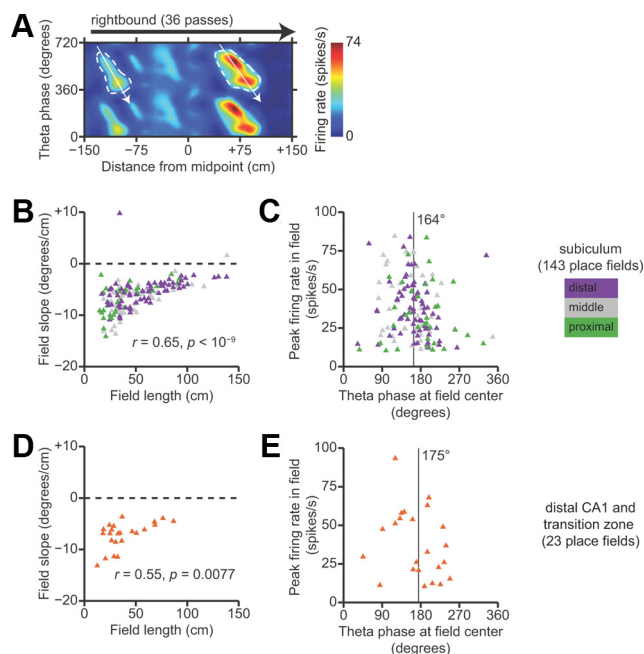 A
rightbound (36 passes)
Theta phase (degrees)
720
360
0
−150
−75
0
+75
+150
Distance from midpoint (cm)
Firing rate (spikes/s)
74
0
B
Field slope (degrees/cm)
+10
0
−10
−20
r = 0.65, p < 10⁻⁹
0
50
100
150
Field length (cm)
C
Peak firing rate in field
(spikes/s)
100
75
50
25
0
164°
0
90
180
270
360
Theta phase at field center
(degrees)
subiculum
(143 place fields)
distal
middle
proximal
D
Field slope (degrees/cm)
+10
0
−10
−20
r = 0.55, p = 0.0077
0
50
100
150
Field length (cm)
E
Peak firing rate in field
(spikes/s)
100
75
50
25
0
175°
0
90
180
270
360
Theta phase at field center
(degrees)
distal CA1 and
transition zone
(23 place fields)